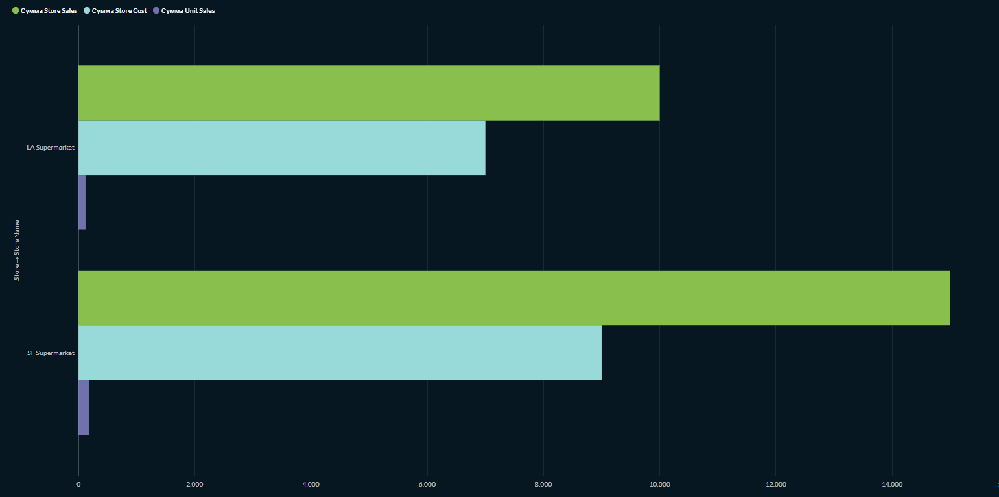 Сумма Store Sales Сумма Store Cost Сумма Unit Sales
LA Supermarket
Store → Store Name
SF Supermarket
0 2,000 4,000 6,000 8,000 10,000 12,000 14,000